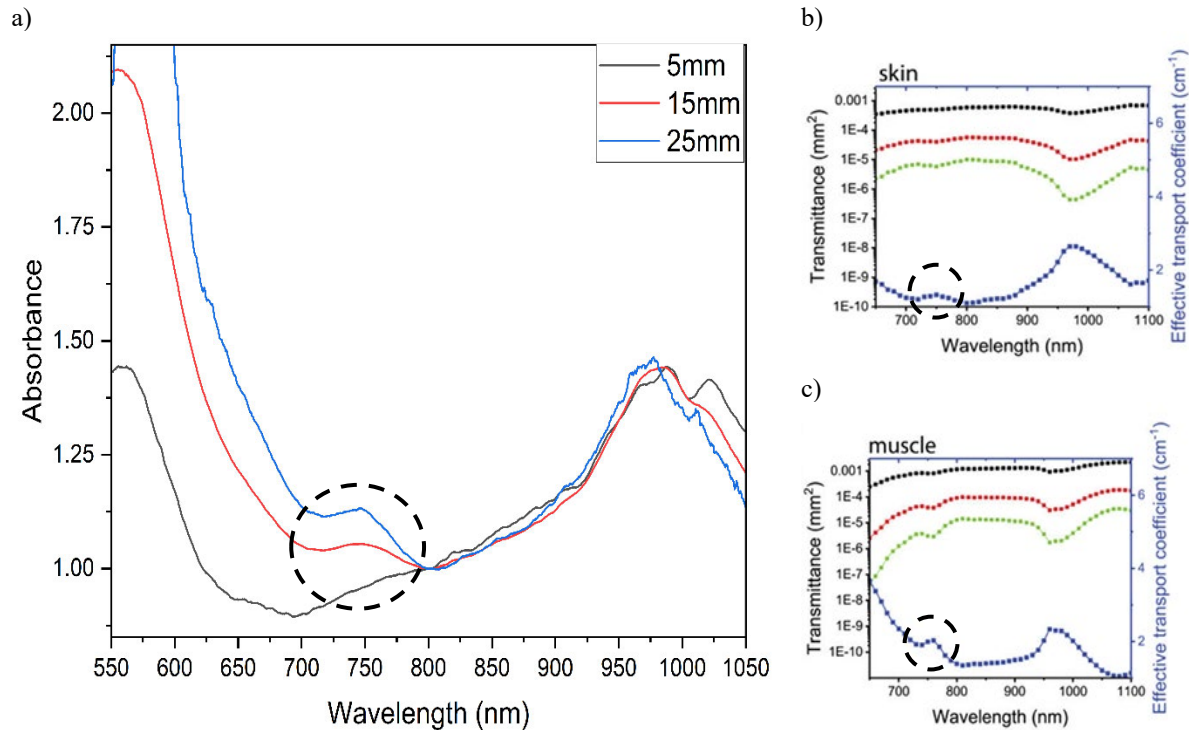 a)
2.00
1.75
1.50
1.25
1.00
Absorbance
550 600 650 700 750 800 850 900 950 1000 1050
Wavelength (nm)
5mm
15mm
25mm
b)
skin
0.001
1E-4
1E-5
1E-6
1E-8
1E-9
1E-10
Transmittance (mm²)
6
4
2
Effective transport coefficient (cm⁻¹)
700 800 900 1000 1100
Wavelength (nm)
c)
muscle
0.001
1E-4
1E-5
1E-6
1E-7
1E-8
1E-9
1E-10
Transmittance (mm²)
6
4
2
Effective transport coefficient (cm⁻¹)
700 800 900 1000 1100
Wavelength (nm)